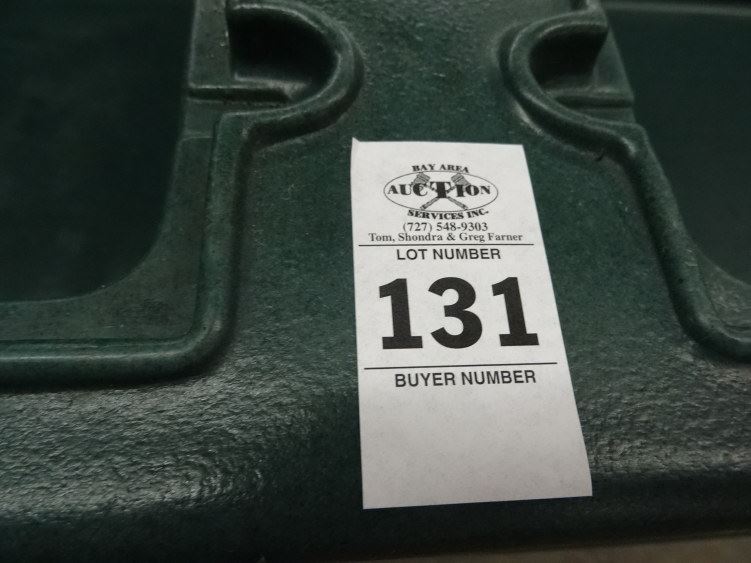 BAY AREA
AUCTION
SERVICES INC.
(727) 548-9303
Tom, Shondra & Greg Farner
LOT NUMBER
131
BUYER NUMBER